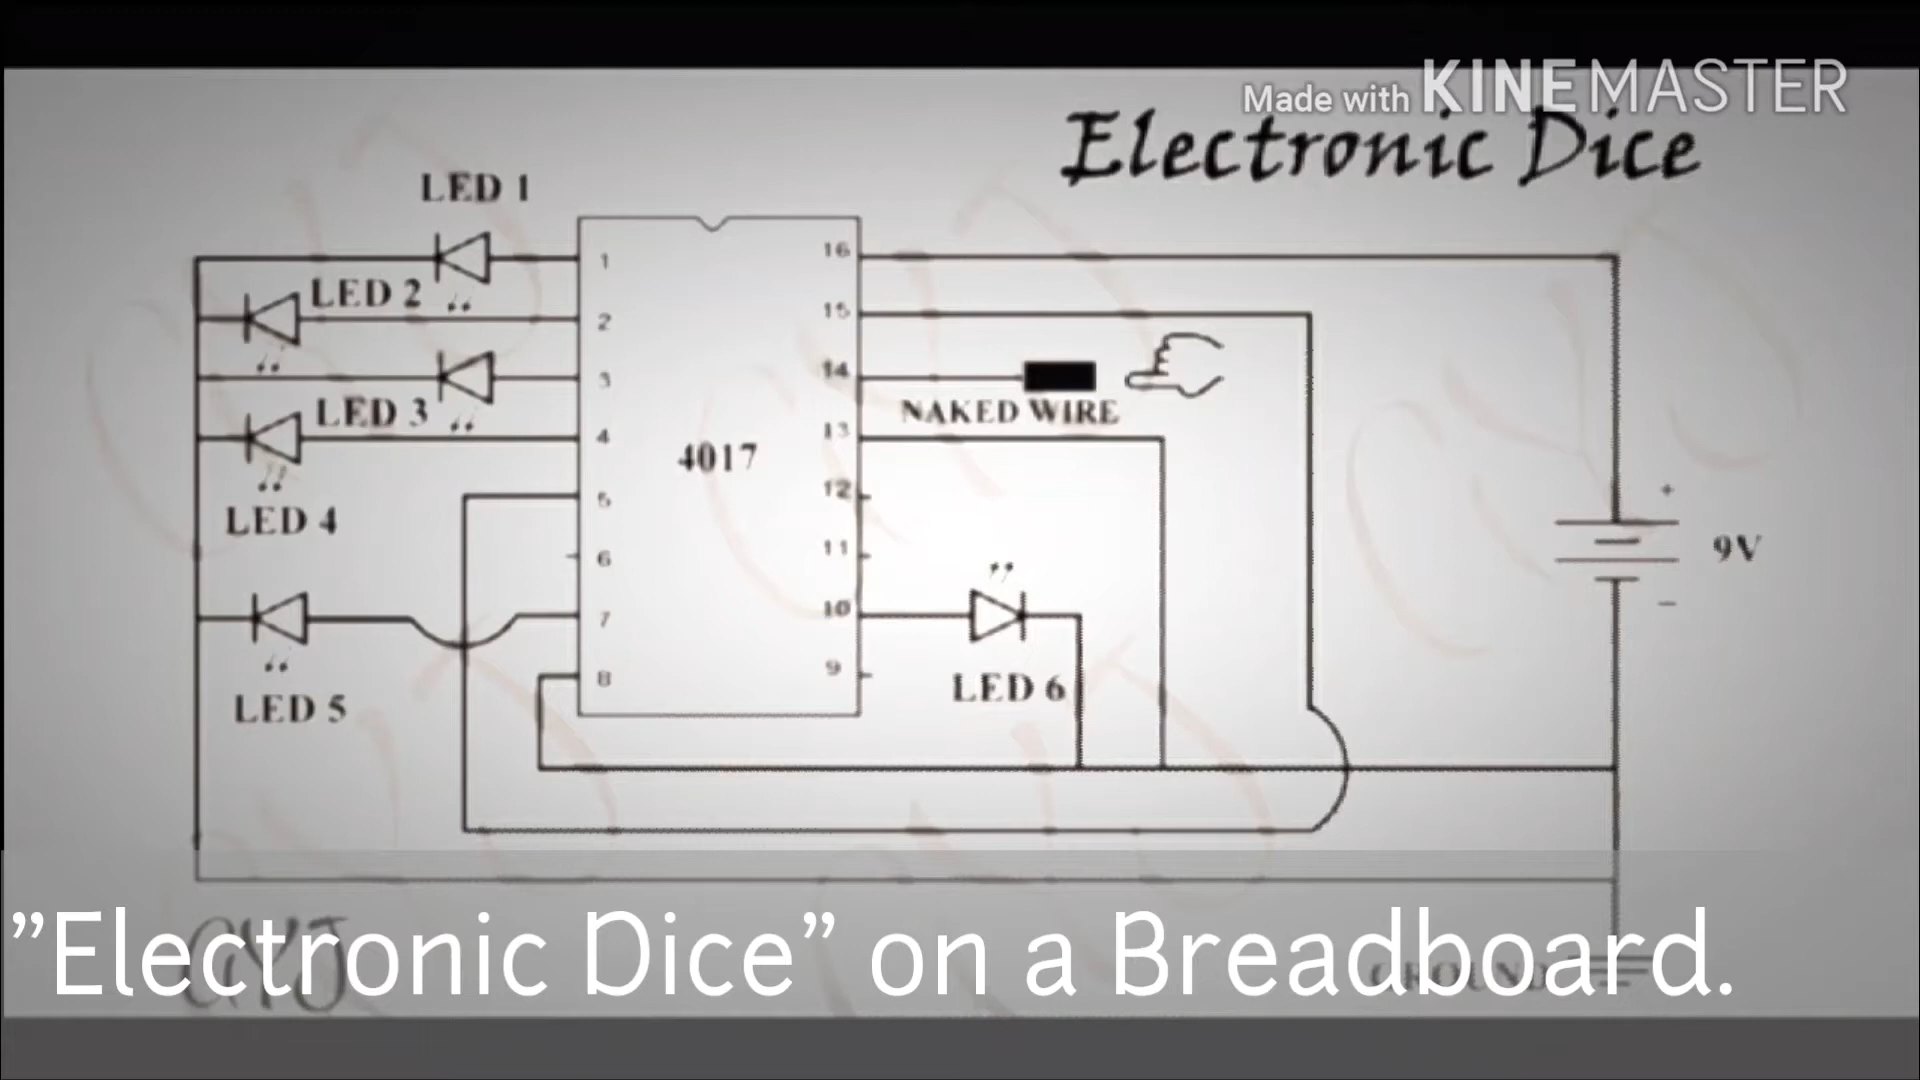 Made with KINEMASTER
Electronic Dice
LED 1
LED 2
LED 3
LED 4
LED 5
1
2
3
4
5
6
7
8
4017
16
15
14
13
12
11
10
9
NAKED WIRE
LED 6
+
9V
−
GROUND
"Electronic Dice" on a Breadboard.